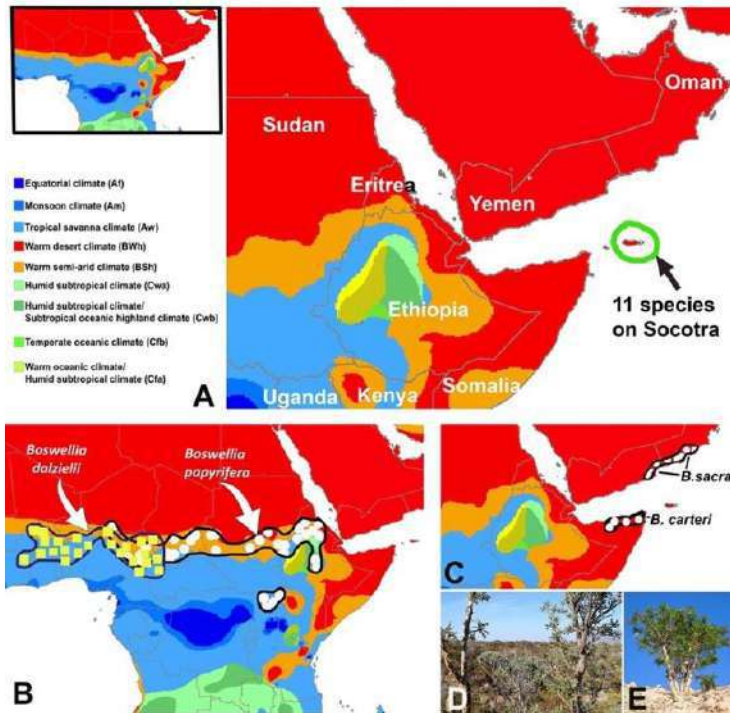 Sudan
Oman
Eritrea
Yemen
Ethiopia
11 species
on Socotra
Uganda
Kenya
Somalia
Equatorial climate (Af)
Monsoon climate (Am)
Tropical savanna climate (Aw)
Warm desert climate (BWh)
Warm semi-arid climate (BSh)
Humid subtropical climate (Cwa)
Humid subtropical climate/
Subtropical oceanic highland climate (Cwb)
Temperate oceanic climate (Cfb)
Warm oceanic climate/
Humid subtropical climate (Cfa)
A
Boswellia
dalzielii
Boswellia
papyrifera
B
B.sacra
B. carteri
C
D
E